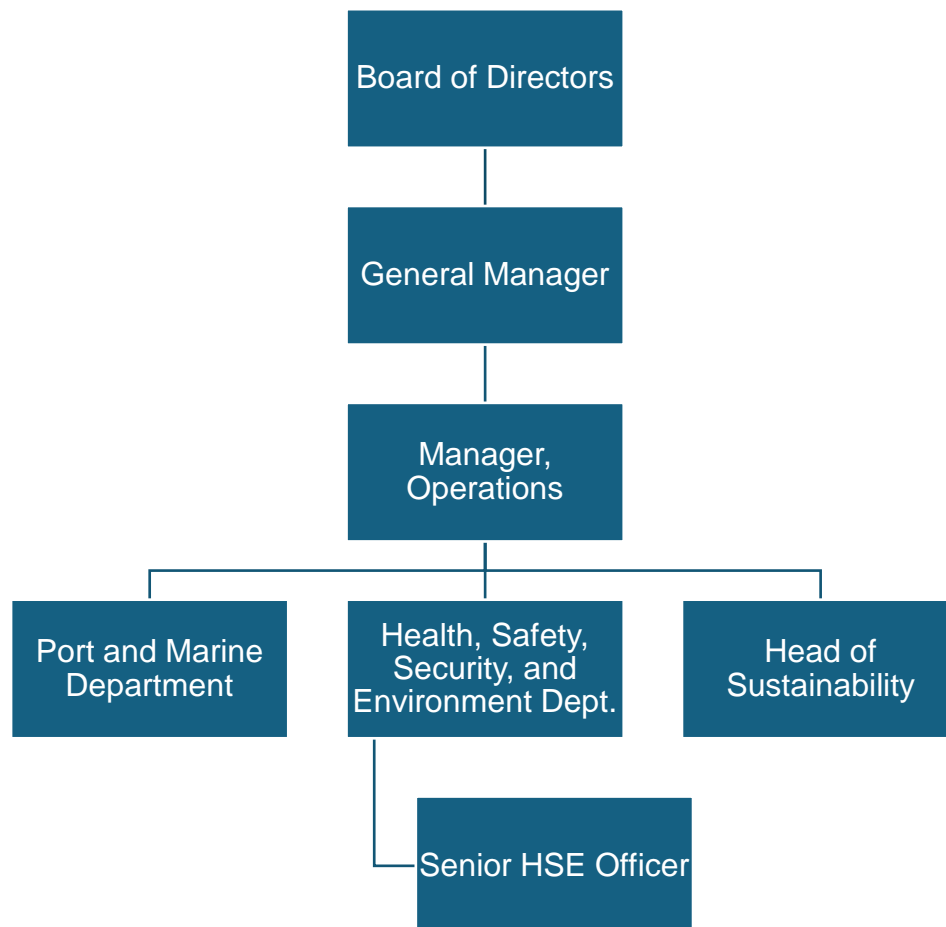 Board of Directors
General Manager
Manager,
Operations
Port and Marine
Department
Health, Safety,
Security, and
Environment Dept.
Head of
Sustainability
Senior HSE Officer